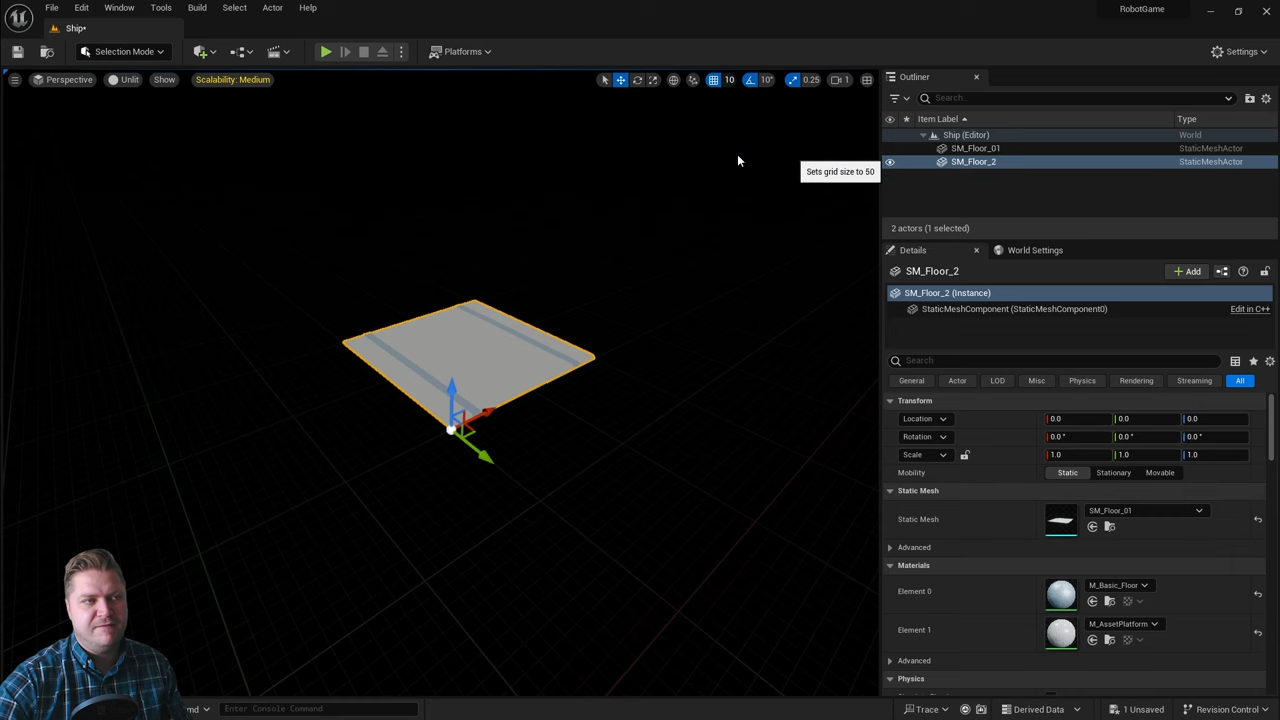 File Edit Window Tools Build Select Actor Help
RobotGame
Ship•
Selection Mode
Platforms
Settings
Perspective Unlit Show Scalability: Medium
10 10° 0.25 1
Outliner
Search...
Item Label Type
Ship (Editor) World
SM_Floor_01 StaticMeshActor
SM_Floor_2 StaticMeshActor
Sets grid size to 50
2 actors (1 selected)
Details World Settings
SM_Floor_2
Add
SM_Floor_2 (Instance)
StaticMeshComponent (StaticMeshComponent0) Edit in C++
Search
General Actor LOD Misc Physics Rendering Streaming All
Transform
Location 0.0 0.0 0.0
Rotation 0.0 ° 0.0 ° 0.0 °
Scale 1.0 1.0 1.0
Mobility Static Stationary Movable
Static Mesh
Static Mesh SM_Floor_01
Advanced
Materials
Element 0 M_Basic_Floor
Element 1 M_AssetPlatform
Advanced
Physics
md Enter Console Command
Trace Derived Data 1 Unsaved Revision Control